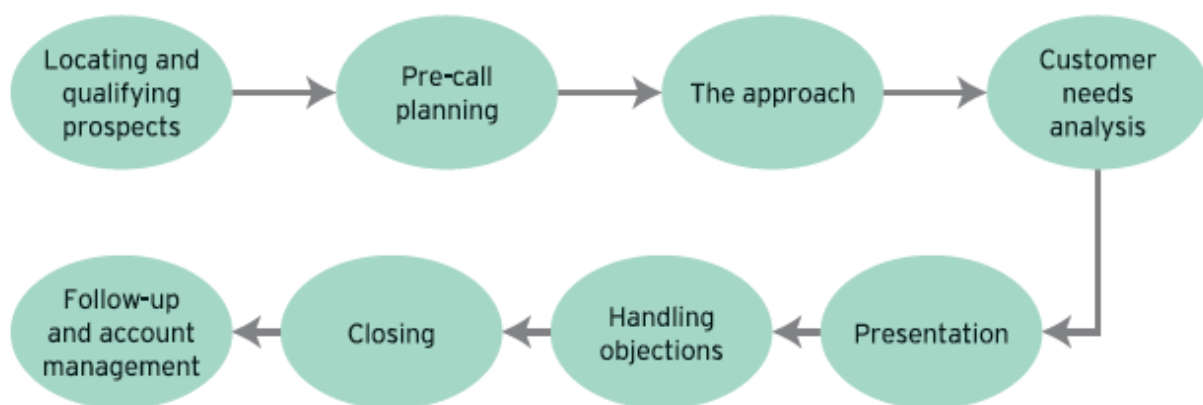 Locating and
qualifying
prospects
Pre-call
planning
The approach
Customer
needs
analysis
Presentation
Handling
objections
Closing
Follow-up
and account
management